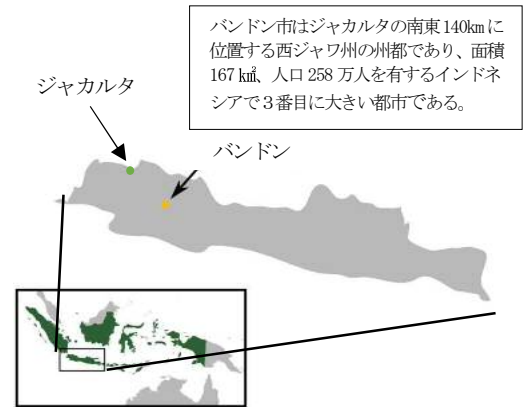 バンドン市はジャカルタの南東140kmに
位置する西ジャワ州の州都であり、面積
167㎢、人口258万人を有するインドネ
シアで３番目に大きい都市である。
ジャカルタ
バンドン